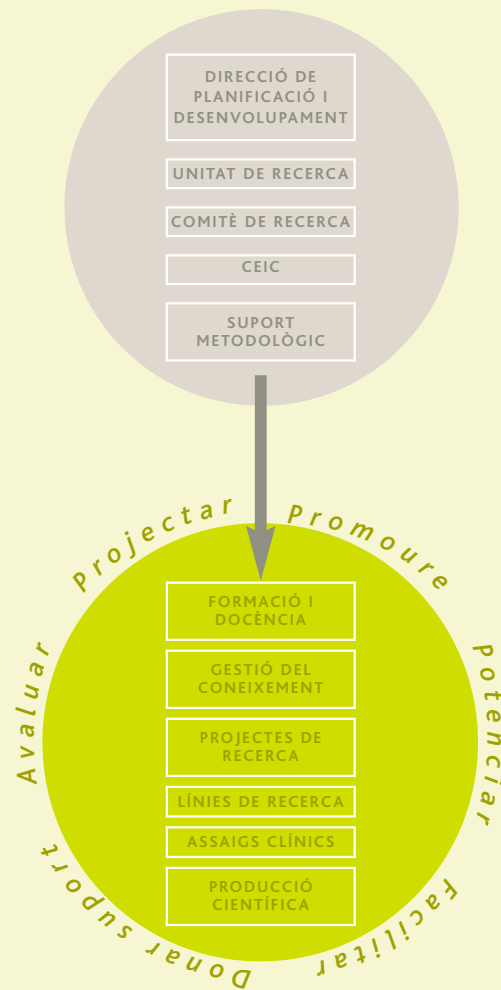 DIRECCIÓ DE
PLANIFICACIÓ I
DESENVOLUPAMENT
UNITAT DE RECERCA
COMITÈ DE RECERCA
CEIC
SUPORT
METODOLÒGIC
Projectar
Promoure
Avaluar
Potenciar
FORMACIÓ I
DOCÈNCIA
GESTIÓ DEL
CONEIXEMENT
PROJECTES DE
RECERCA
LÍNIES DE RECERCA
ASSAIGS CLÍNICS
PRODUCCIÓ
CIENTÍFICA
Donar suport
Facilitar